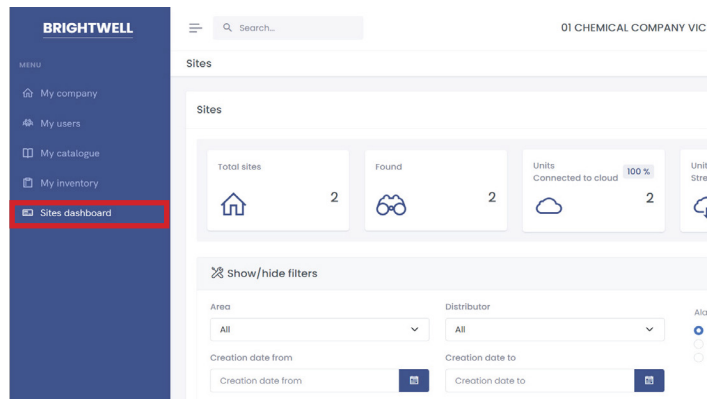 BRIGHTWELL
Search...
01 CHEMICAL COMPANY VIC
MENU
Sites
My company
My users
My catalogue
My inventory
Sites dashboard
Sites
Total sites
2
Found
2
Units
Connected to cloud
100 %
2
Show/hide filters
Area
All
Distributor
All
Creation date from
Creation date from
Creation date to
Creation date to